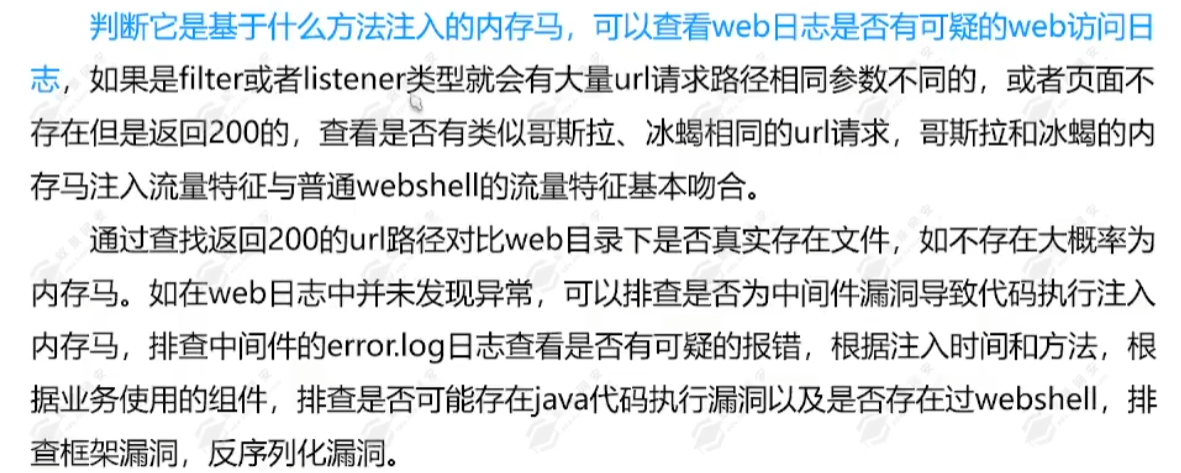 判断它是基于什么方法注入的内存马，可以查看web日志是否有可疑的web访问日
志，如果是filter或者listener类型就会有大量url请求路径相同参数不同的，或者页面不
存在但是返回200的，查看是否有类似哥斯拉、冰蝎相同的url请求，哥斯拉和冰蝎的内
存马注入流量特征与普通webshell的流量特征基本吻合。
通过查找返回200的url路径对比web目录下是否真实存在文件，如不存在大概率为
内存马。如在web日志中并未发现异常，可以排查是否为中间件漏洞导致代码执行注入
内存马，排查中间件的error.log日志查看是否有可疑的报错，根据注入时间和方法，根
据业务使用的组件，排查是否可能存在java代码执行漏洞以及是否存在过webshell，排
查框架漏洞，反序列化漏洞。